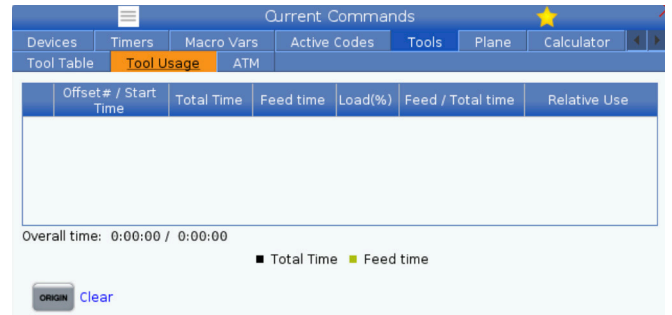 Current Commands
Devices Timers Macro Vars Active Codes Tools Plane Calculator
Tool Table Tool Usage ATM
Offset# / Start Time Total Time Feed time Load(%) Feed / Total time Relative Use
Overall time: 0:00:00 / 0:00:00
Total Time Feed time
ORIGIN Clear